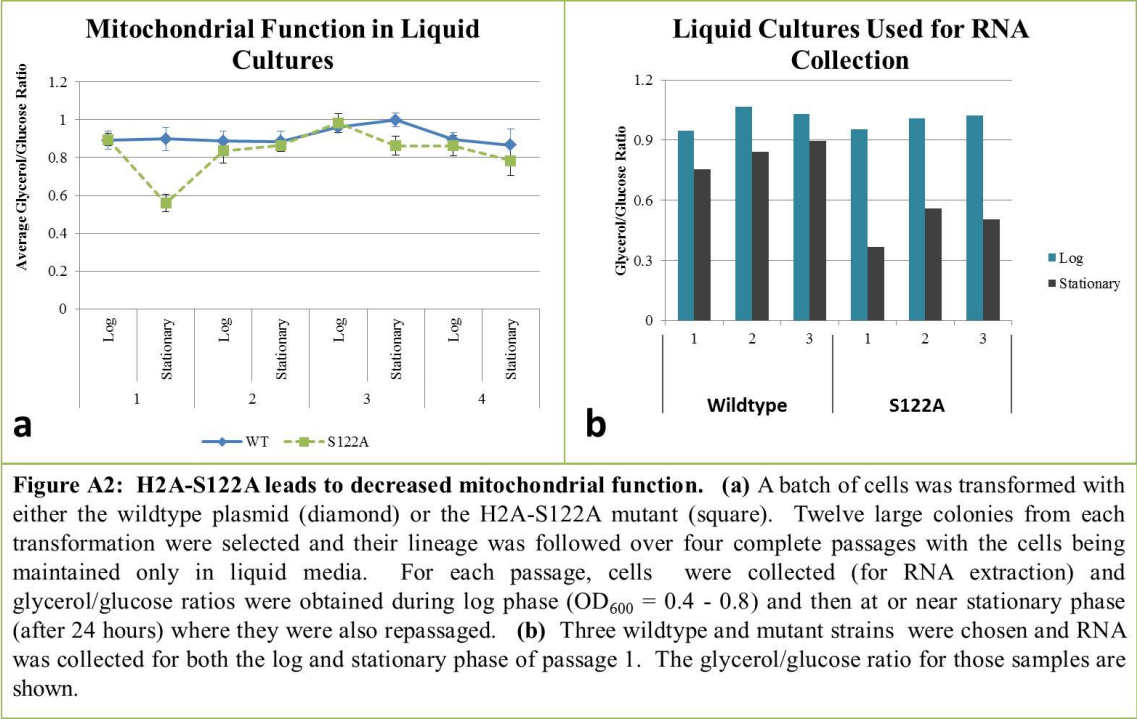 Mitochondrial Function in Liquid
Cultures
Average Glycerol/Glucose Ratio
1.2
1
0.8
0.6
0.4
0.2
0
Log
Stationary
Log
Stationary
Log
Stationary
Log
Stationary
1
2
3
4
a
WT
S122A
Liquid Cultures Used for RNA
Collection
Glycerol/Glucose Ratio
1.2
0.9
0.6
0.3
0
1
2
3
1
2
3
Wildtype
S122A
Log
Stationary
b
Figure A2: H2A-S122A leads to decreased mitochondrial function. (a) A batch of cells was transformed with
either the wildtype plasmid (diamond) or the H2A-S122A mutant (square). Twelve large colonies from each
transformation were selected and their lineage was followed over four complete passages with the cells being
maintained only in liquid media. For each passage, cells were collected (for RNA extraction) and
glycerol/glucose ratios were obtained during log phase (OD600 = 0.4 - 0.8) and then at or near stationary phase
(after 24 hours) where they were also repassaged. (b) Three wildtype and mutant strains were chosen and RNA
was collected for both the log and stationary phase of passage 1. The glycerol/glucose ratio for those samples are
shown.